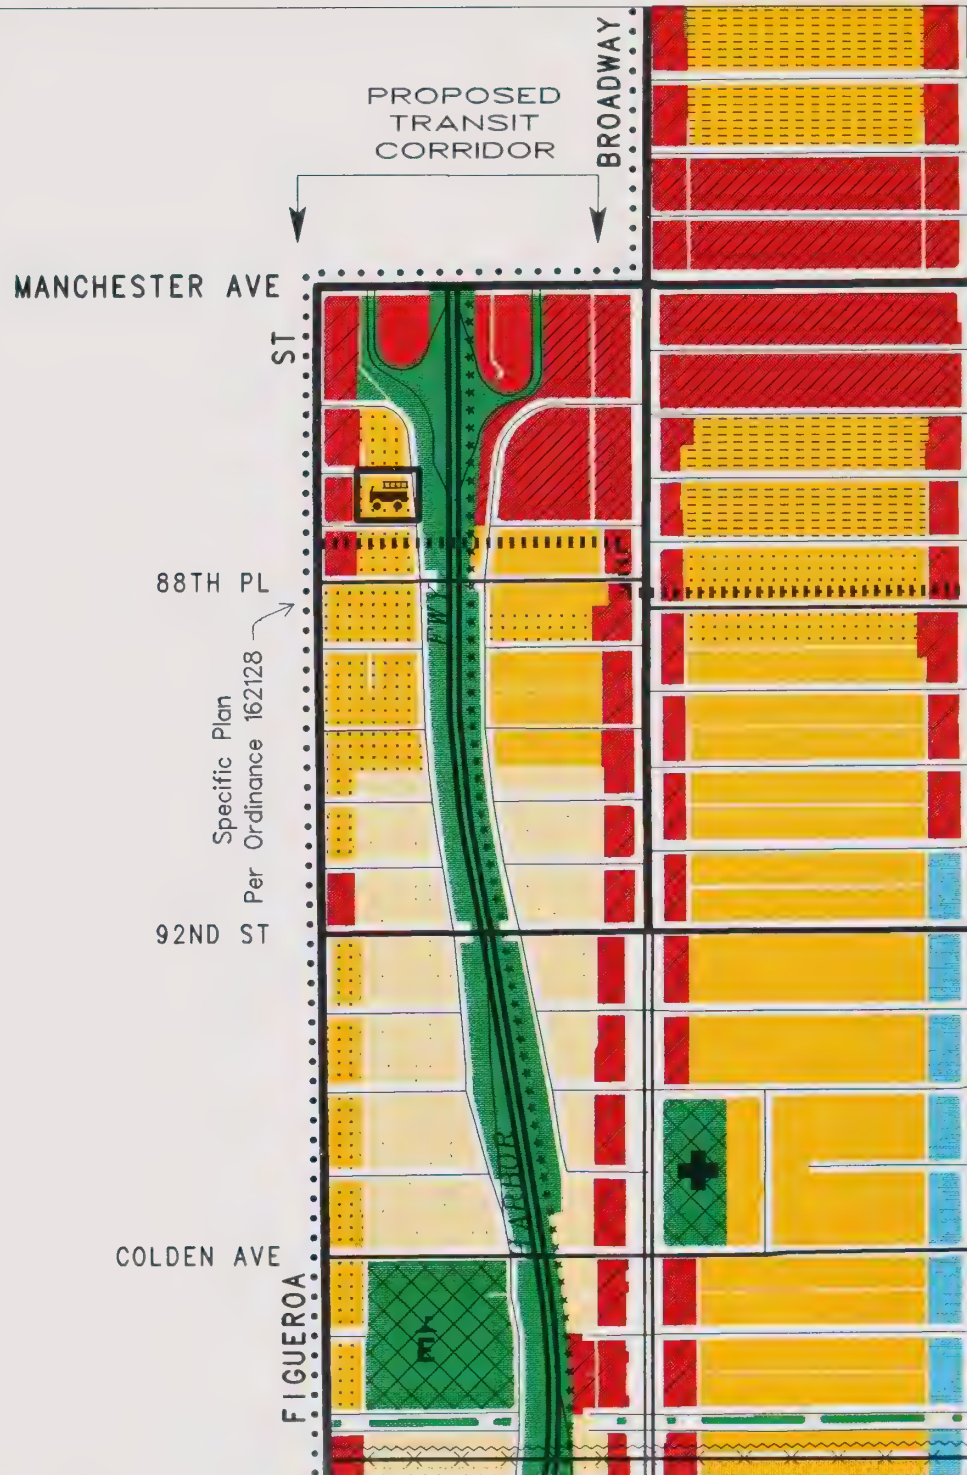 PROPOSED
TRANSIT
CORRIDOR
BROADWAY
MANCHESTER AVE
ST
88TH PL
FWY
Specific Plan
Per Ordinance 162128
92ND ST
HARBOR
COLDEN AVE
FIGUEROA
E